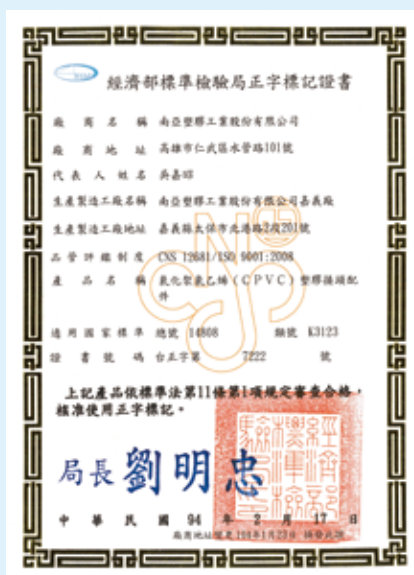 經濟部標準檢驗局正字標記證書
廠商名稱 南亞塑膠工業股份有限公司
廠商地址 高雄市仁武區水管路101號
代表人姓名 吳嘉昭
生產製造工廠名稱 南亞塑膠工業股份有限公司嘉義廠
生產製造工廠地址 嘉義縣太保市北港路2段201號
品管評鑑制度 CNS 12681/ISO 9001:2008
產品名稱 氯化聚氯乙烯(CPVC)塑膠接頭配
件
適用國家標準 總號 14808 類號 K3123
證書號碼 台正字第 7222 號
上記產品依標準法第11條第1項規定審查合格,
核准使用正字標記。
局長 劉明忠
中華民國 94 年 2 月 17 日